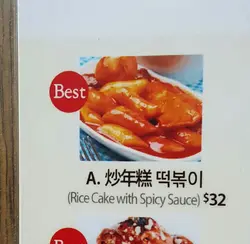 Best
A. 炒年糕 떡볶이
(Rice Cake with Spicy Sauce) $32